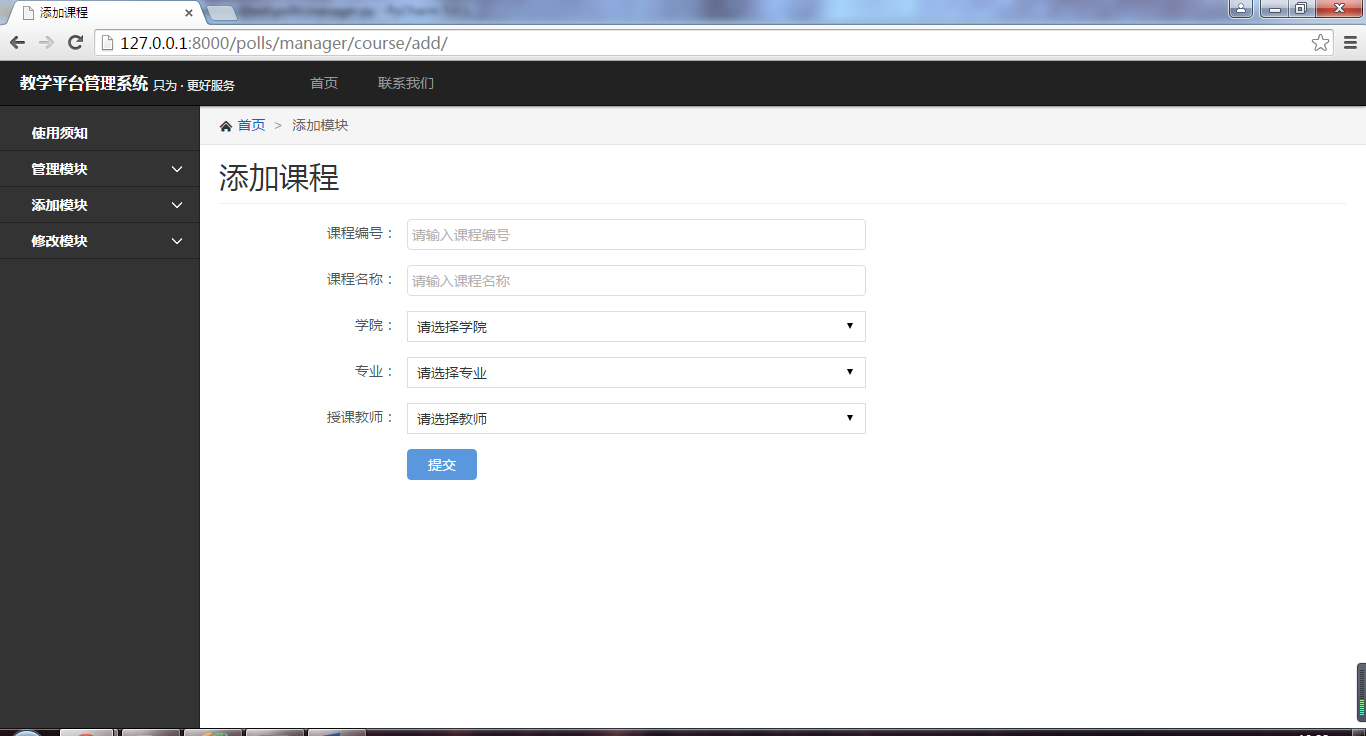 添加课程
127.0.0.1:8000/polls/manager/course/add/
教学平台管理系统 只为 · 更好服务 首页 联系我们
使用须知
管理模块
添加模块
修改模块
首页 > 添加模块
添加课程
课程编号： 请输入课程编号
课程名称： 请输入课程名称
学院： 请选择学院
专业： 请选择专业
授课教师： 请选择教师
提交